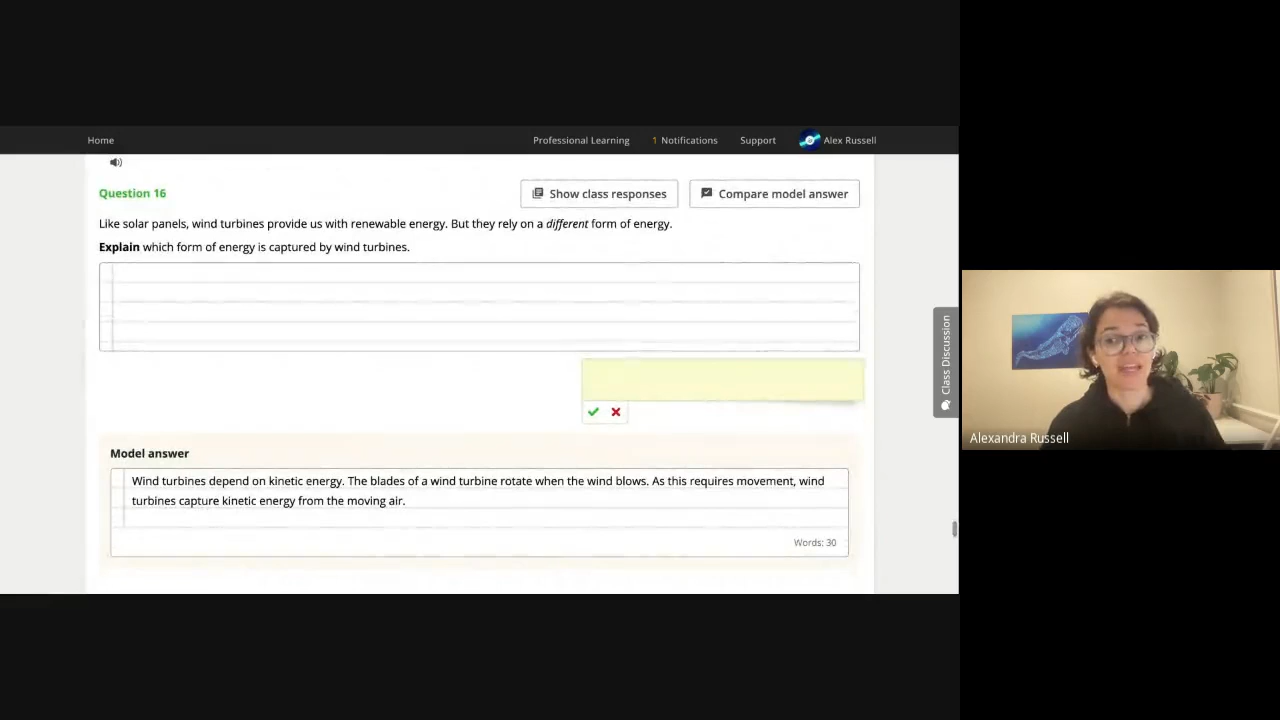 Home
Professional Learning
1 Notifications
Support
Alex Russell
Question 16
Show class responses
Compare model answer
Like solar panels, wind turbines provide us with renewable energy. But they rely on a different form of energy.
Explain which form of energy is captured by wind turbines.
Class Discussion
Model answer
Wind turbines depend on kinetic energy. The blades of a wind turbine rotate when the wind blows. As this requires movement, wind
turbines capture kinetic energy from the moving air.
Words: 30
Alexandra Russell